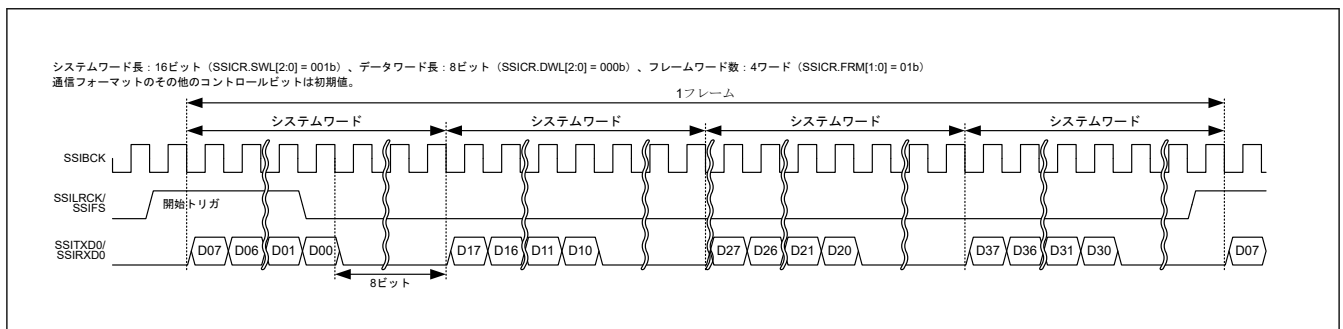 システムワード長:16ビット(SSICR.SWL[2:0] = 001b)、データワード長:8ビット(SSICR.DWL[2:0] = 000b)、フレームワード数:4ワード(SSICR.FRM[1:0] = 01b)
通信フォーマットのその他のコントロールビットは初期値。
1フレーム
システムワード システムワード システムワード システムワード
SSIBCK
SSILRCK/
SSIFS
開始トリガ
SSITXD0/
SSIRXD0
D07 D06 D01 D00 D17 D16 D11 D10 D27 D26 D21 D20 D37 D36 D31 D30 D07
8ビット